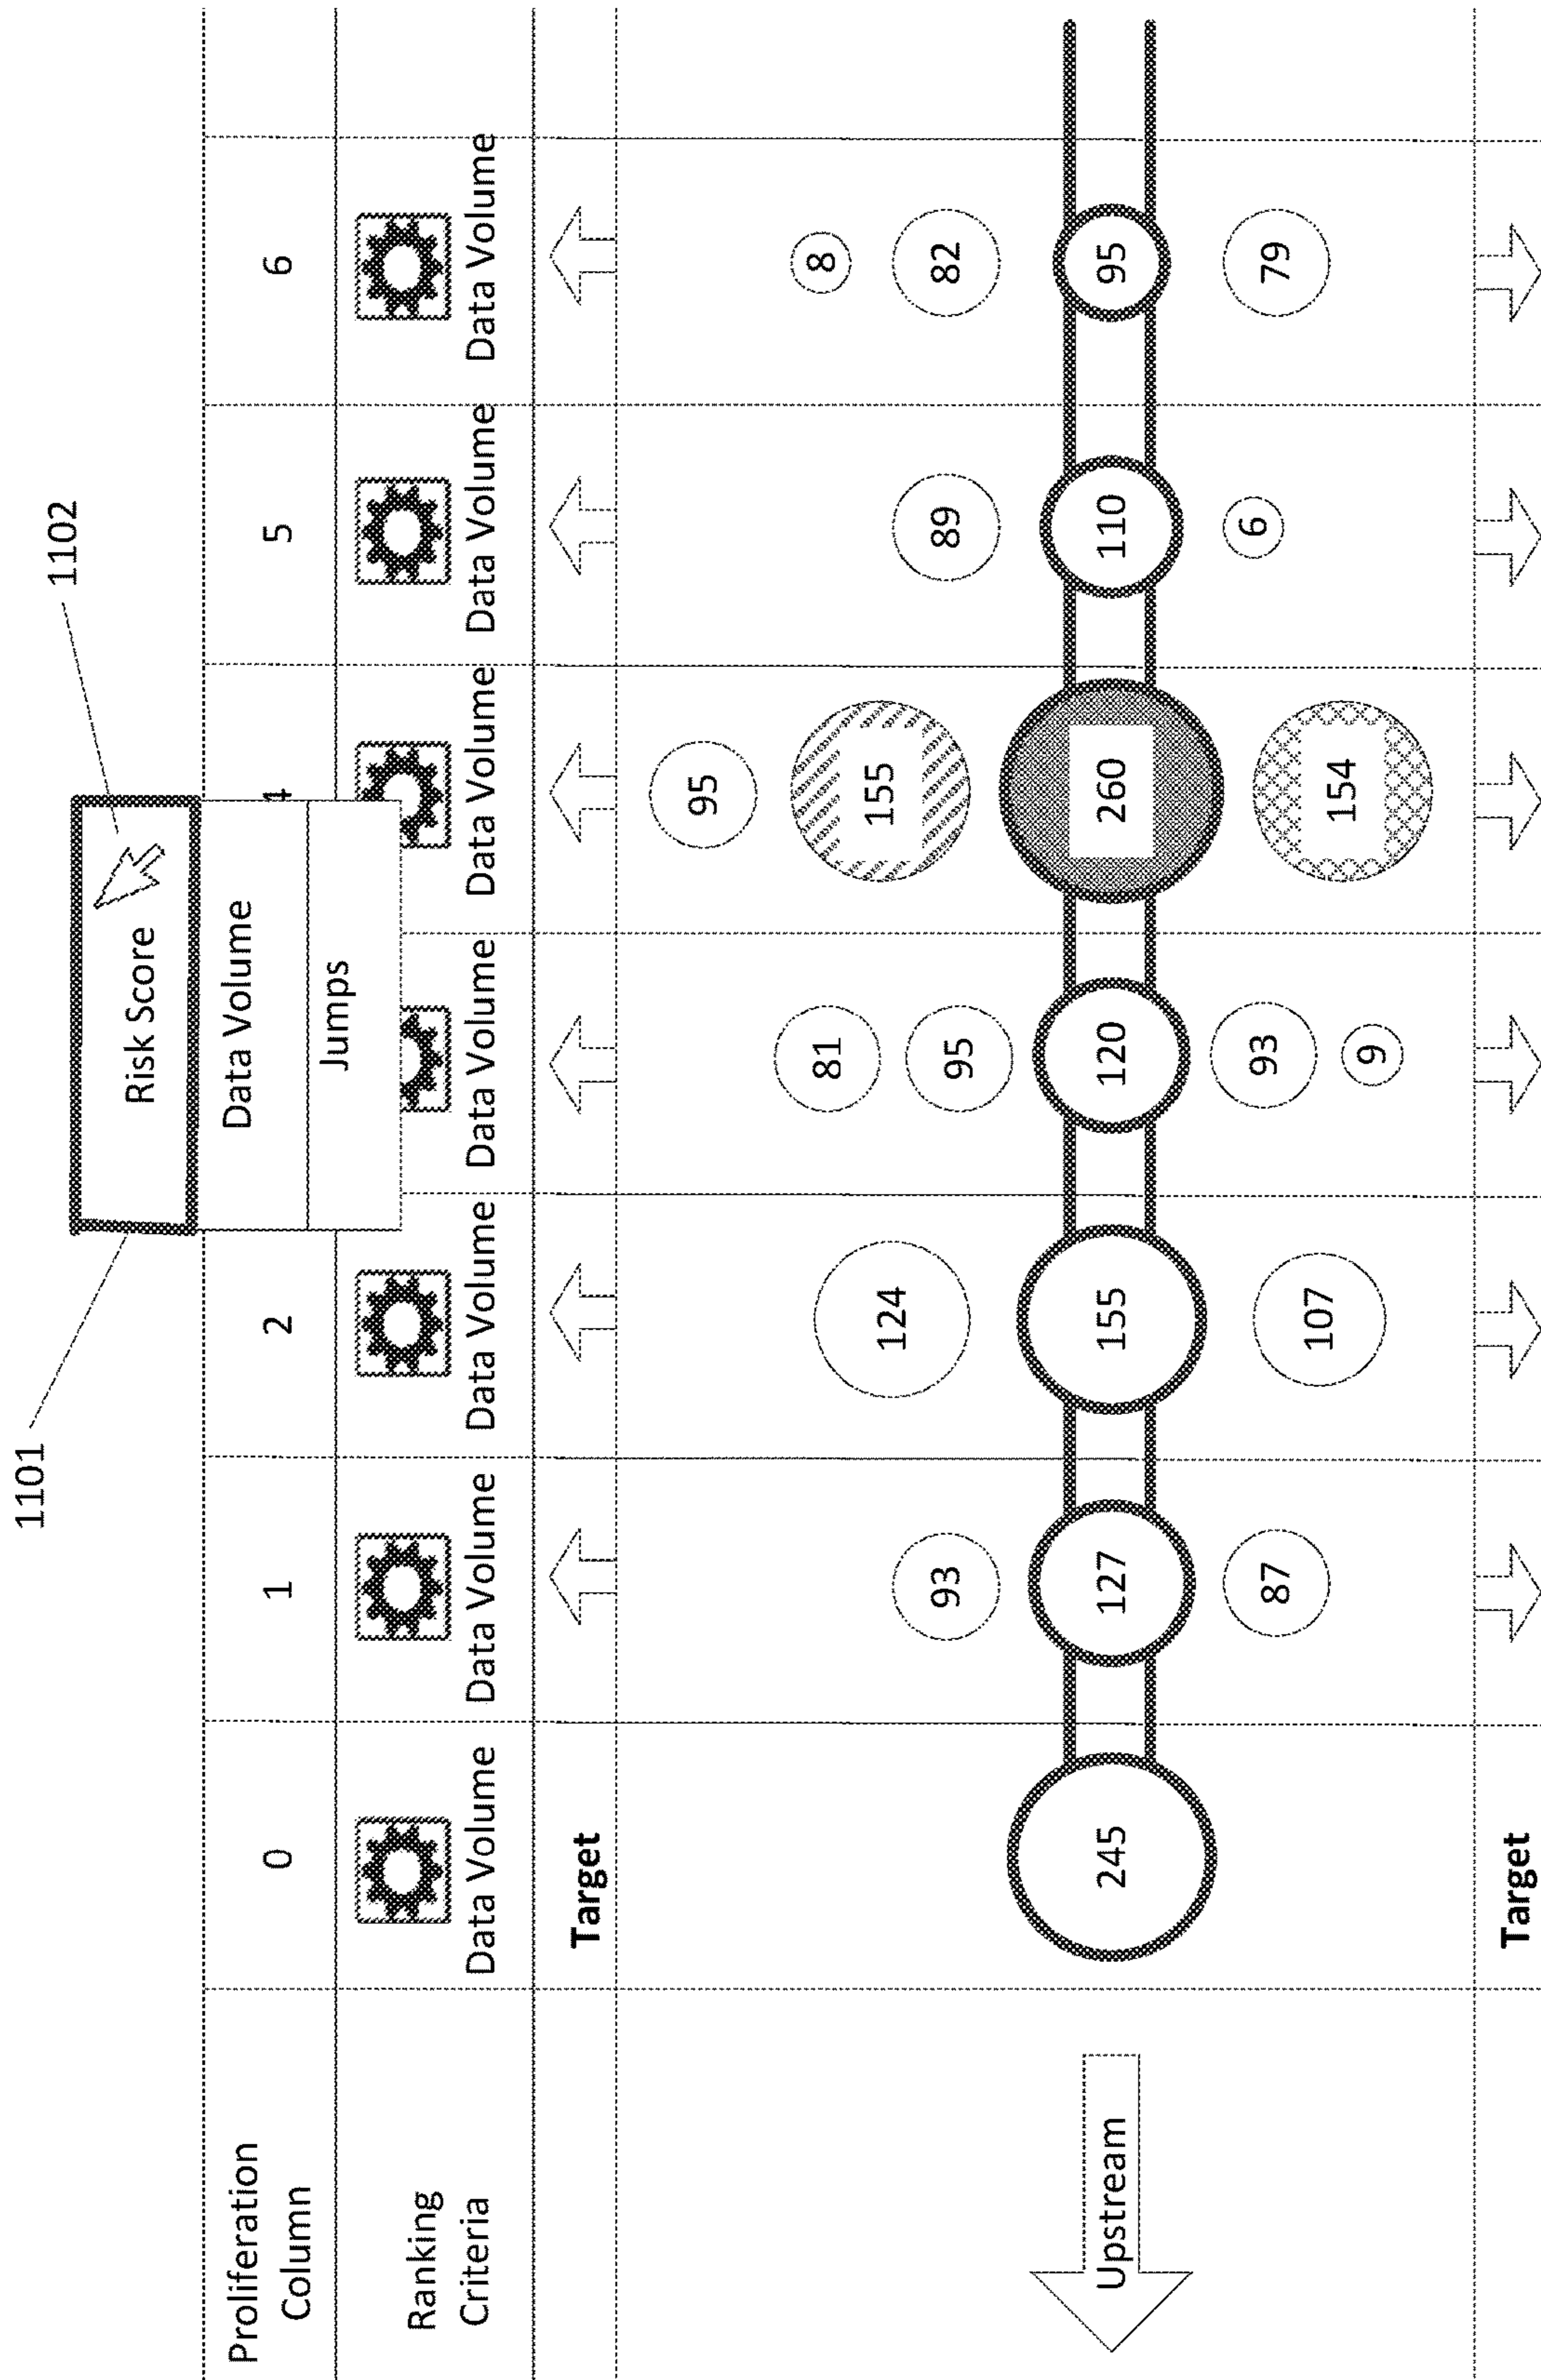 1101
1102
Risk Score
Data Volume
Jumps
Proliferation
Column
0
1
2
4
5
6
Ranking
Criteria
Data Volume
Data Volume
Data Volume
Data Volume
Data Volume
Data Volume
Data Volume
Target
95
8
81
155
124
82
89
93
95
Upstream
245
127
155
120
260
110
95
87
107
93
9
154
6
79
Target